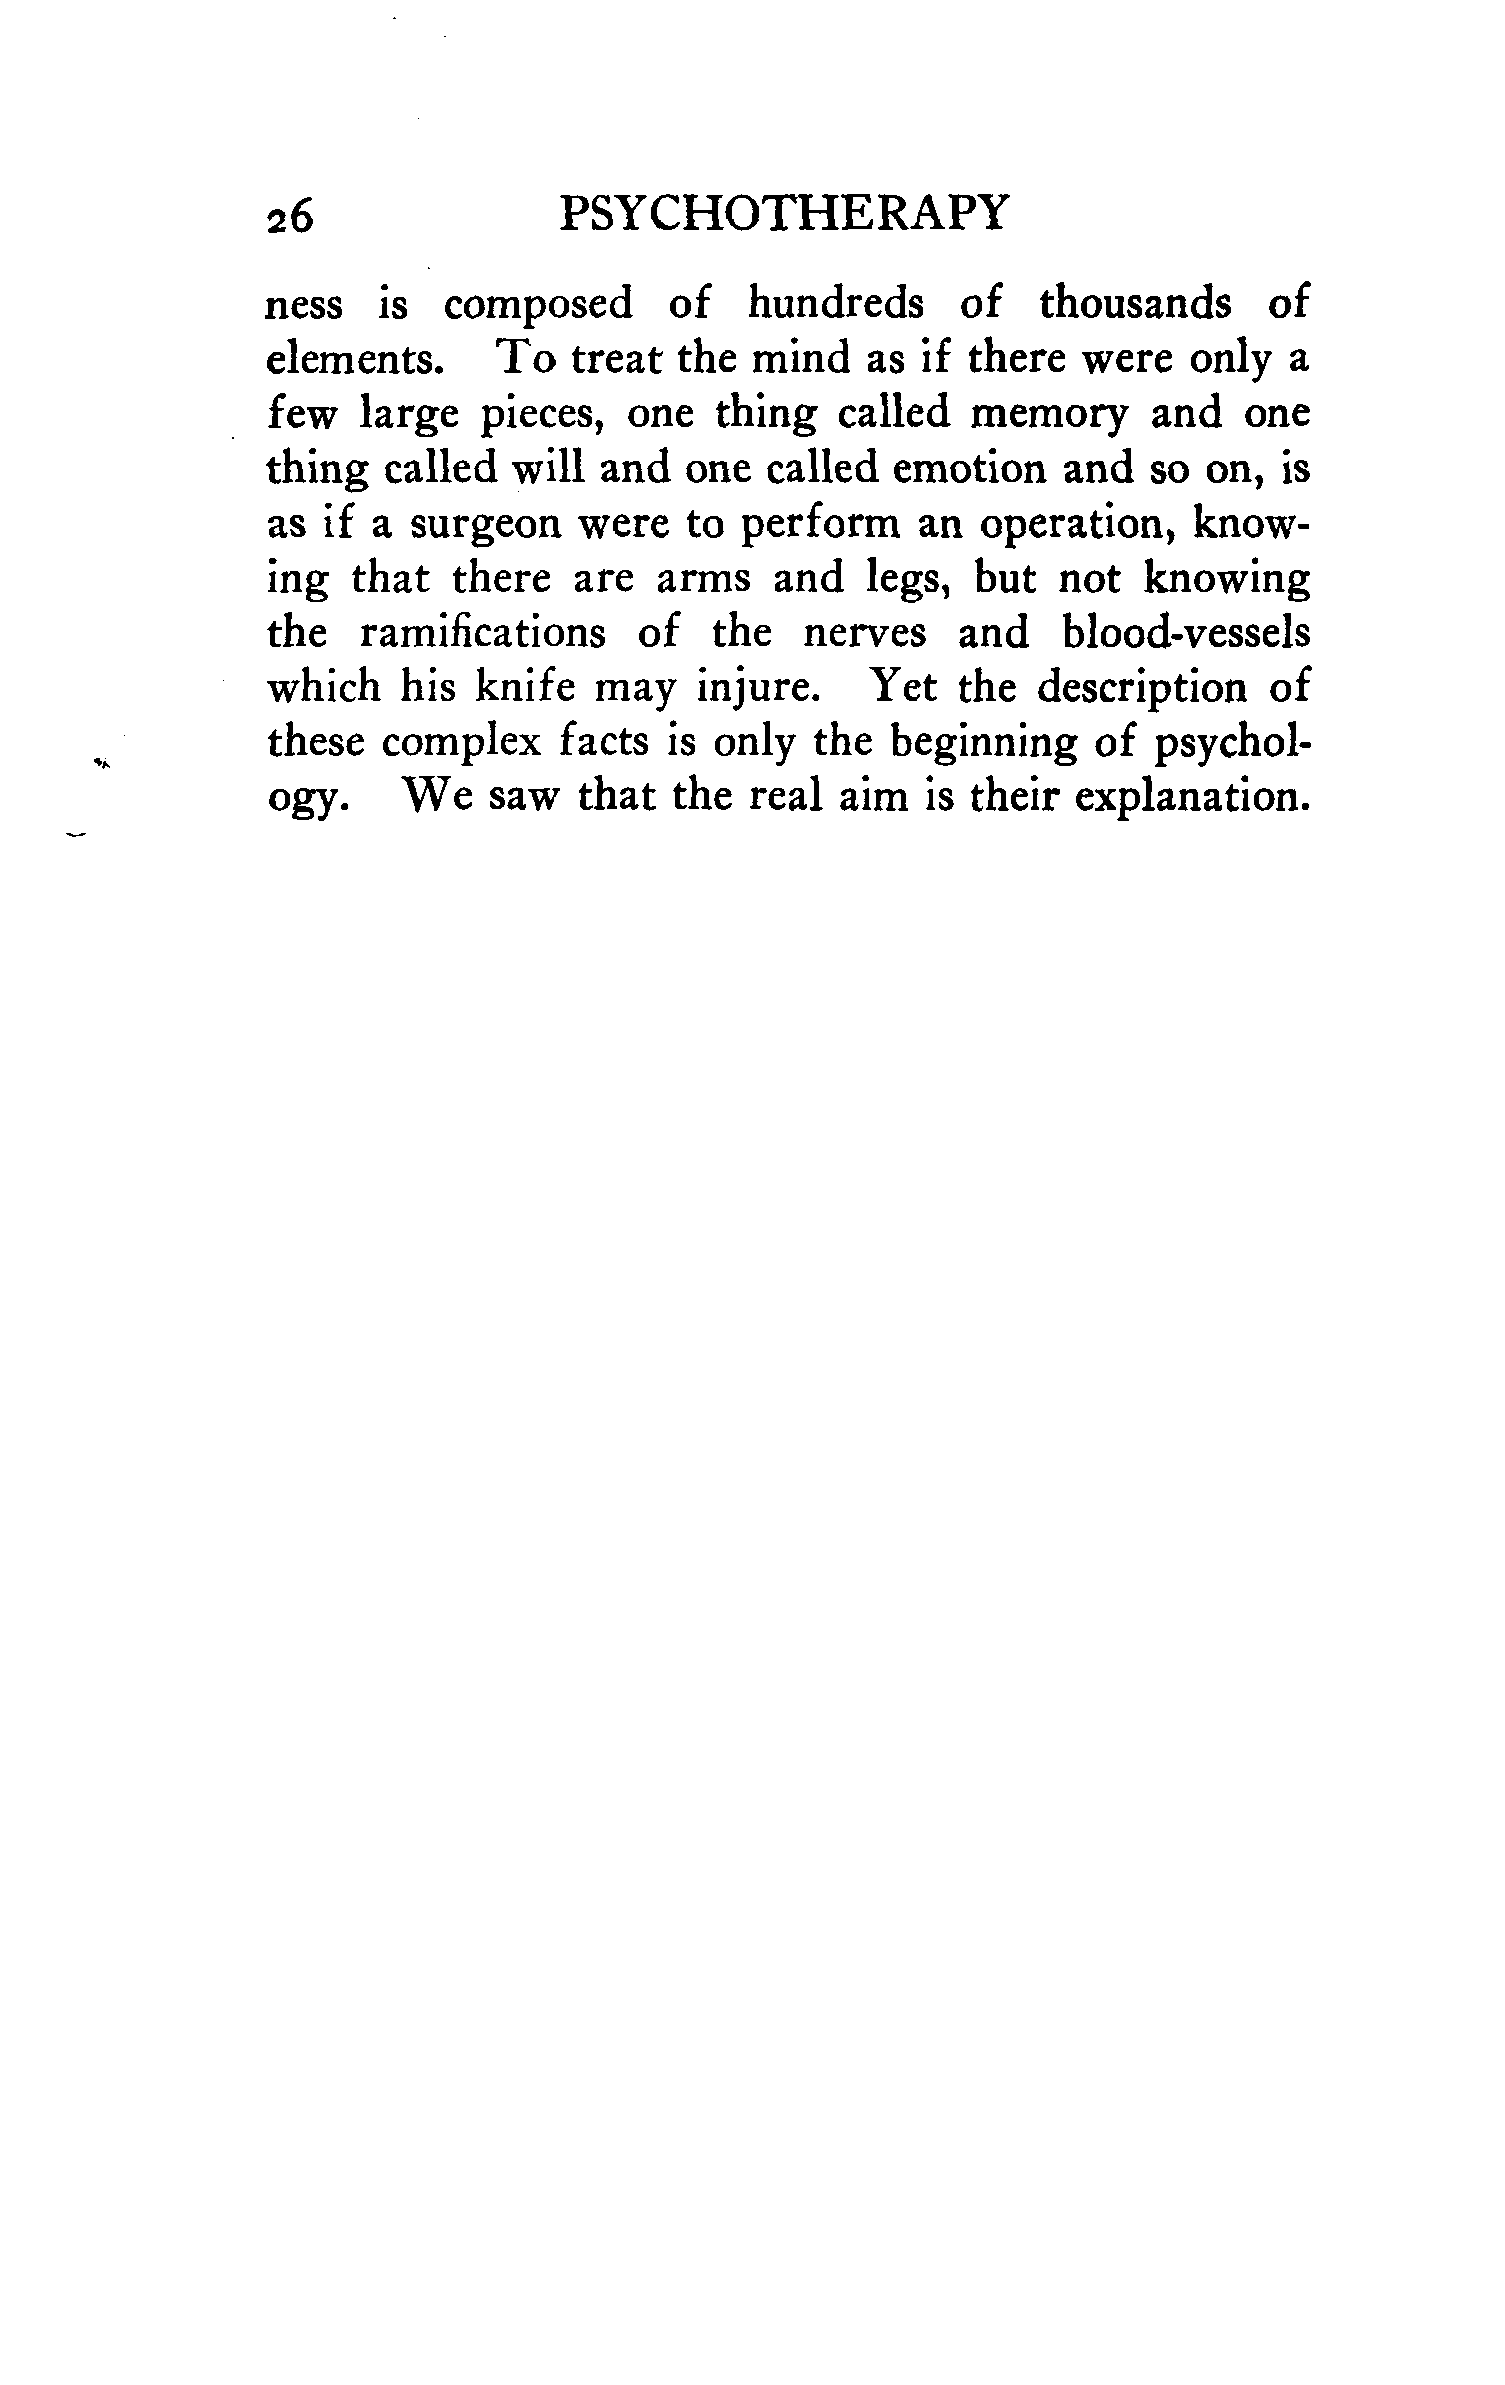 26 PSYCHOTHERAPY
ness is composed of hundreds of thousands of
elements. To treat the mind as if there were only a
few large pieces, one thing called memory and one
thing called will and one called emotion and so on, is
as if a surgeon were to perform an operation, know-
ing that there are arms and legs, but not knowing
the ramifications of the nerves and blood-vessels
which his knife may injure. Yet the description of
these complex facts is only the beginning of psychol-
ogy. We saw that the real aim is their explanation.